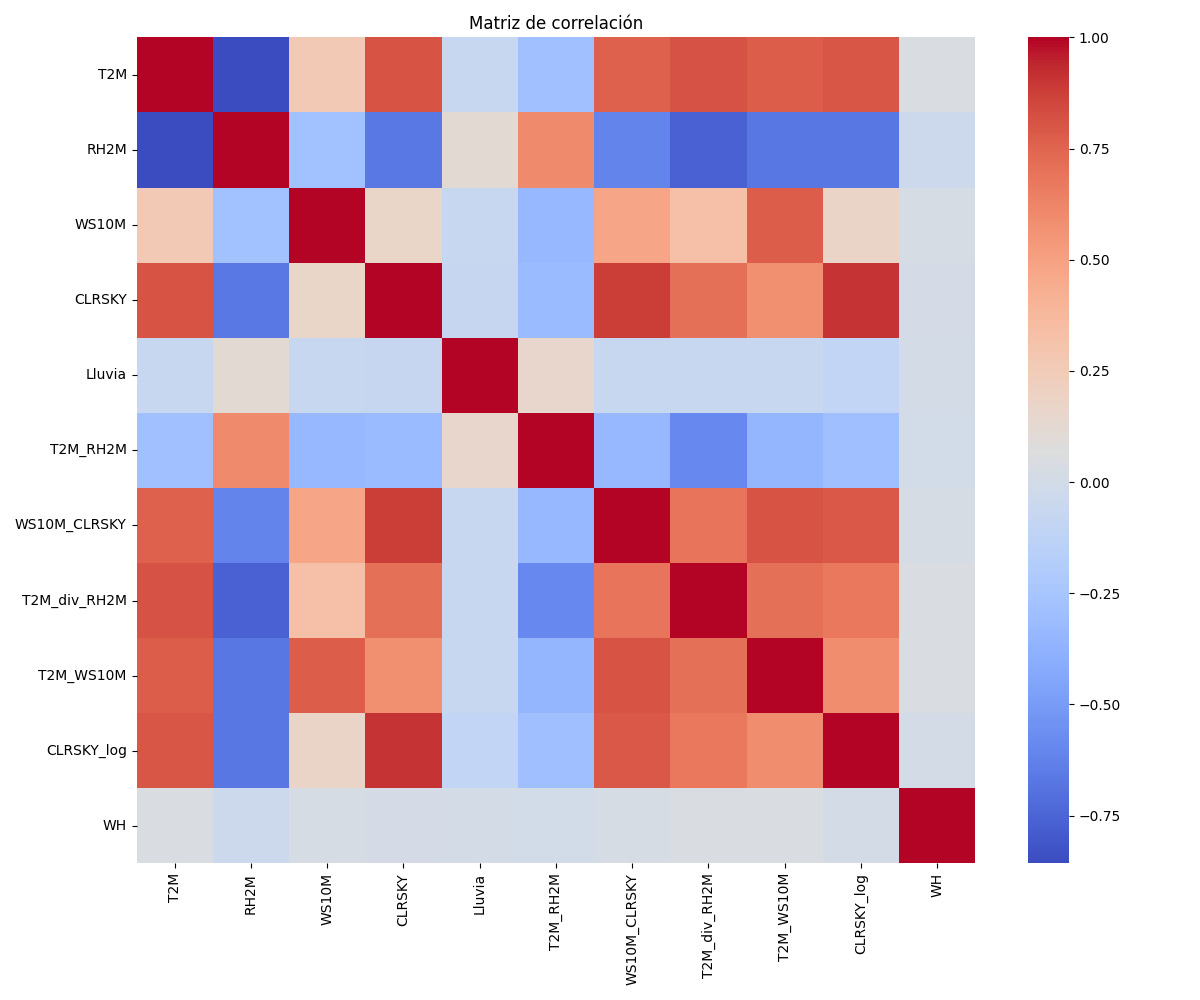 Matriz de correlación
T2M
RH2M
WS10M
CLRSKY
Lluvia
T2M_RH2M
WS10M_CLRSKY
T2M_div_RH2M
T2M_WS10M
CLRSKY_log
WH
T2M
RH2M
WS10M
CLRSKY
Lluvia
T2M_RH2M
WS10M_CLRSKY
T2M_div_RH2M
T2M_WS10M
CLRSKY_log
WH
1.00
0.75
0.50
0.25
0.00
−0.25
−0.50
−0.75